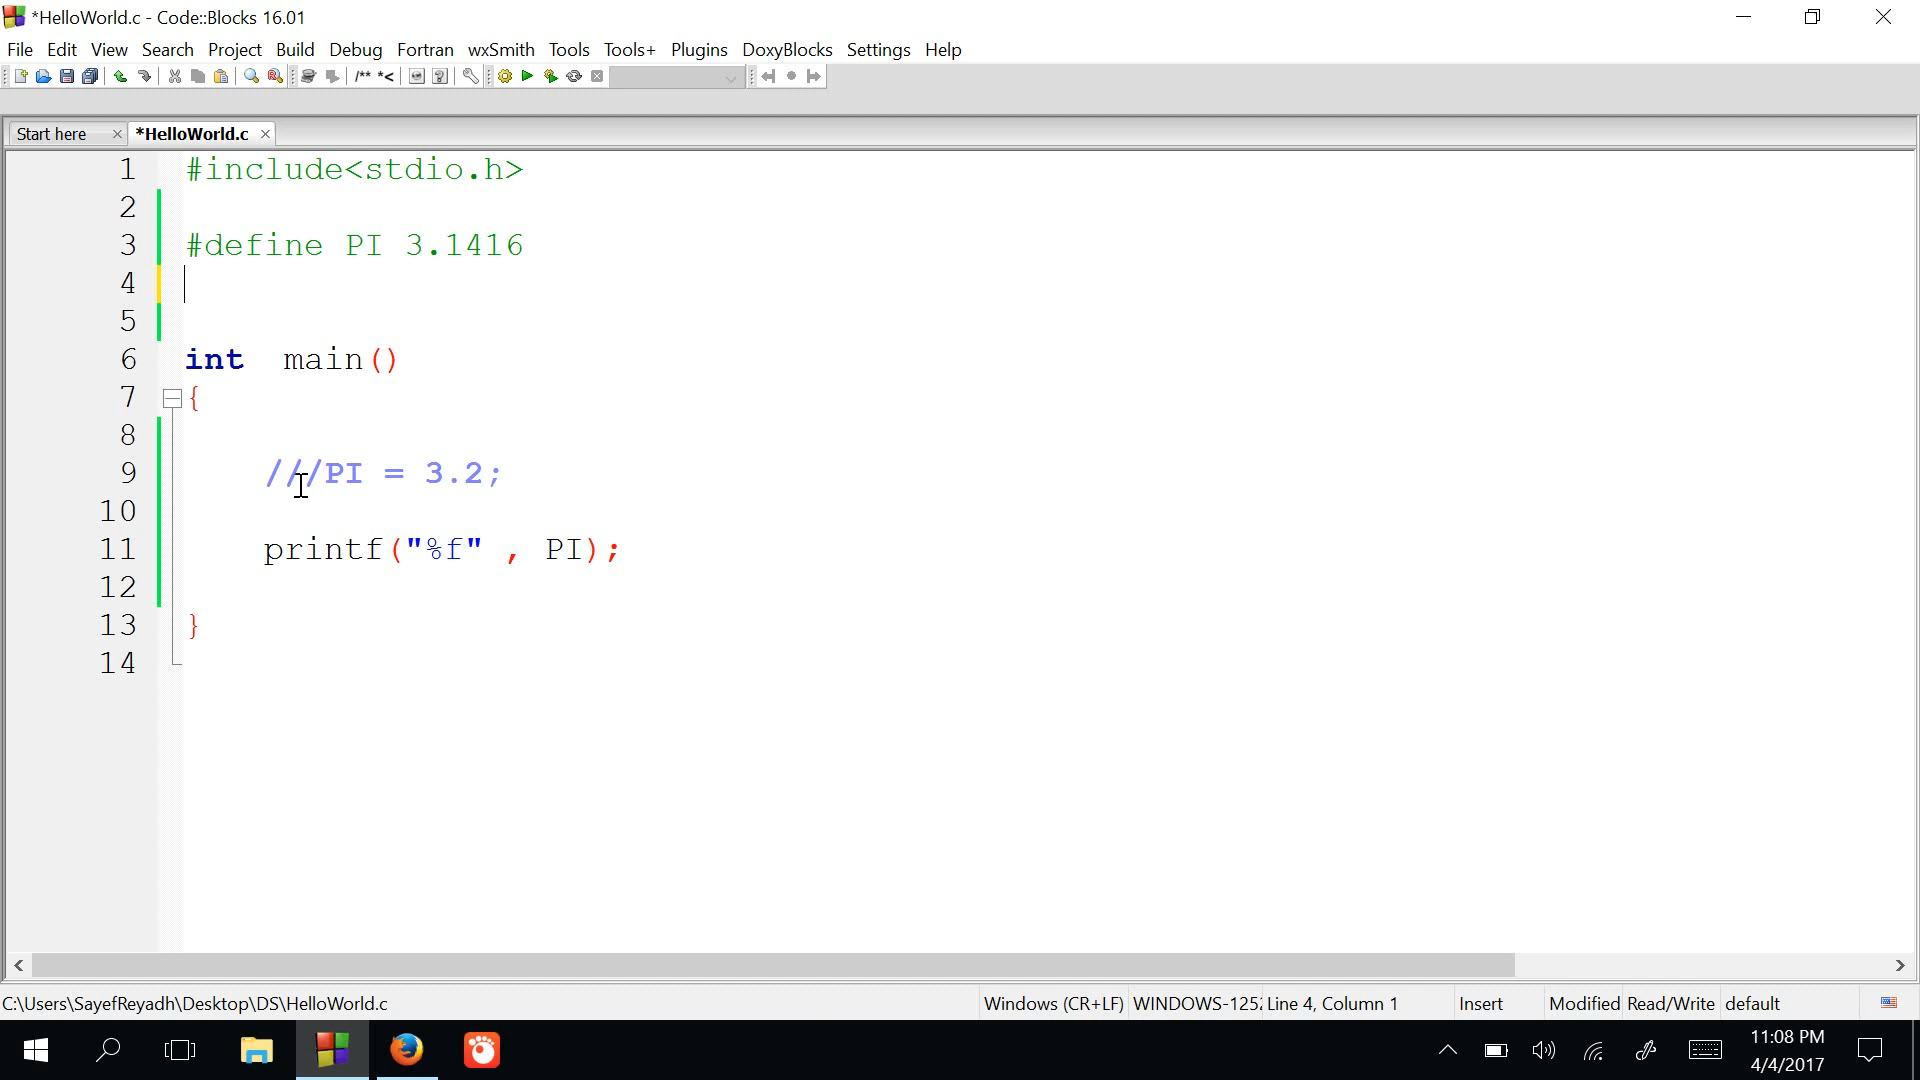 *HelloWorld.c - Code::Blocks 16.01
File Edit View Search Project Build Debug Fortran wxSmith Tools Tools+ Plugins DoxyBlocks Settings Help
/** *<
Start here *HelloWorld.c
1 #include<stdio.h>
2
3 #define PI 3.1416
4
5
6 int  main()
7 {
8
9 ///PI = 3.2;
10
11 printf("%f" , PI);
12
13 }
14
C:\Users\SayefReyadh\Desktop\DS\HelloWorld.c Windows (CR+LF) WINDOWS-125 Line 4, Column 1 Insert Modified Read/Write default
11:08 PM
4/4/2017